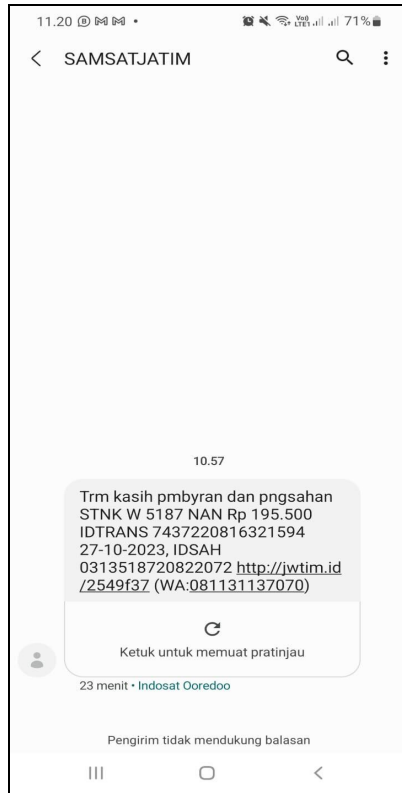 11.20
71%
SAMSATJATIM
10.57
Trm kasih pmbyran dan pngsahan
STNK W 5187 NAN Rp 195.500
IDTRANS 7437220816321594
27-10-2023, IDSAH
0313518720822072 http://jwtim.id
/2549f37 (WA:081131137070)
Ketuk untuk memuat pratinjau
23 menit • Indosat Ooredoo
Pengirim tidak mendukung balasan